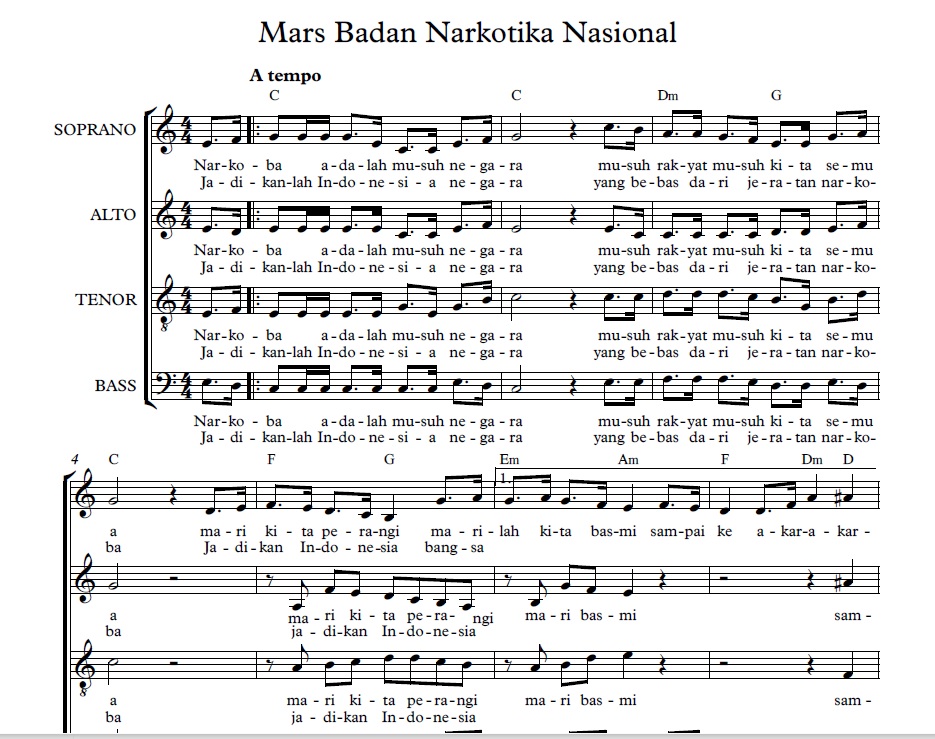 Mars Badan Narkotika Nasional
A tempo
C C Dm G
SOPRANO
4 4
Nar-ko - ba a-da-lah mu-suh ne-ga-ra mu-suh rak-yat mu-suh ki-ta se-mu
Ja-di-kan-lah In-do-ne-si-a ne-ga-ra yang be-bas da-ri je-ra-tan nar-ko-
ALTO
4 4
Nar-ko - ba a-da-lah mu-suh ne-ga-ra mu-suh rak-yat mu-suh ki-ta se-mu
Ja-di-kan-lah In-do-ne-si-a ne-ga-ra yang be-bas da-ri je-ra-tan nar-ko-
TENOR
4 4
8
Nar-ko - ba a-da-lah mu-suh ne-ga-ra mu-suh rak-yat mu-suh ki-ta se-mu
Ja-di-kan-lah In-do-ne-si-a ne-ga-ra yang be-bas da-ri je-ra-tan nar-ko-
BASS
4 4
Nar-ko - ba a-da-lah mu-suh ne-ga-ra mu-suh rak-yat mu-suh ki-ta se-mu
Ja-di-kan-lah In-do-ne-si-a ne-ga-ra yang be-bas da-ri je-ra-tan nar-ko-
4 C F G Em Am F Dm D
1.
a ma-ri ki-ta pe-ra-ngi ma-ri-lah ki-ta bas-mi sam-pai ke a-kar-a-kar-
ba Ja-di-kan In-do-ne-sia bang-sa
a ma-ri ki-ta pe-ra-ngi ma-ri bas-mi sam-
ba ja-di-kan In-do-ne-sia
8
a ma-ri ki-ta pe-ra-ngi ma-ri bas-mi sam-
ba ja-di-kan In-do-ne-sia